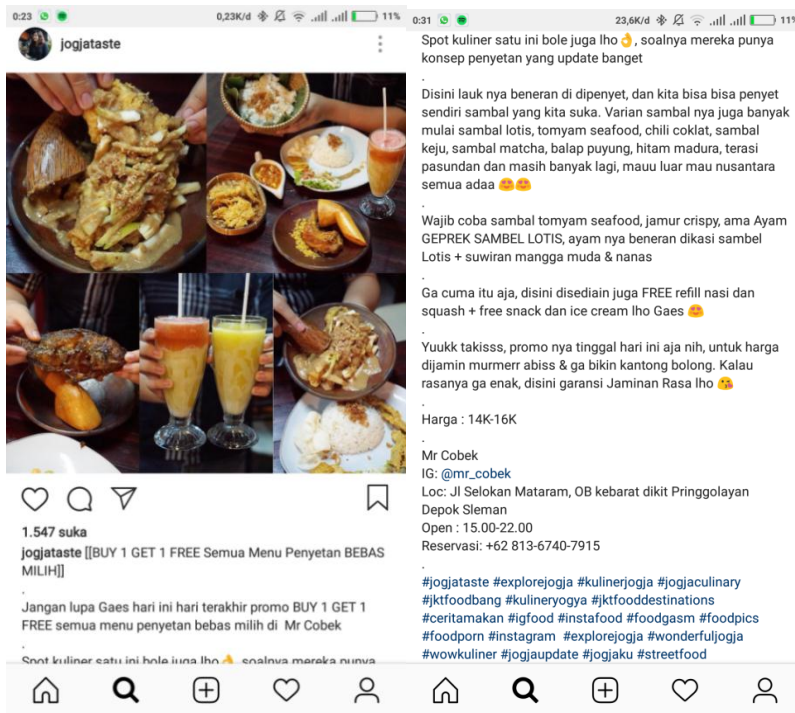 0:23
0,23K/d
11%
jogjataste
1.547 suka
jogjataste [[BUY 1 GET 1 FREE Semua Menu Penyetan BEBAS
MILIH]]
.
Jangan lupa Gaes hari ini hari terakhir promo BUY 1 GET 1
FREE semua menu penyetan bebas milih di Mr Cobek
.
Spot kuliner satu ini bole juga lho👌, soalnya mereka punya
0:31
23,6K/d
11%
Spot kuliner satu ini bole juga lho👌, soalnya mereka punya
konsep penyetan yang update banget
.
Disini lauk nya beneran di dipenyet, dan kita bisa bisa penyet
sendiri sambal yang kita suka. Varian sambal nya juga banyak
mulai sambal lotis, tomyam seafood, chili coklat, sambal
keju, sambal matcha, balap puyung, hitam madura, terasi
pasundan dan masih banyak lagi, mauu luar mau nusantara
semua adaa 😍😍
.
Wajib coba sambal tomyam seafood, jamur crispy, ama Ayam
GEPREK SAMBEL LOTIS, ayam nya beneran dikasi sambel
Lotis + suwiran mangga muda & nanas
.
Ga cuma itu aja, disini disediain juga FREE refill nasi dan
squash + free snack dan ice cream lho Gaes 😍
.
Yuukk takisss, promo nya tinggal hari ini aja nih, untuk harga
dijamin murmerr abiss & ga bikin kantong bolong. Kalau
rasanya ga enak, disini garansi Jaminan Rasa lho 😘
.
Harga : 14K-16K
.
Mr Cobek
IG: @mr_cobek
Loc: Jl Selokan Mataram, OB kebarat dikit Pringgolayan
Depok Sleman
Open : 15.00-22.00
Reservasi: +62 813-6740-7915
.
#jogjataste #explorejogja #kulinerjogja #jogjaculinary
#jktfoodbang #kulineryogya #jktfooddestinations
#ceritamakan #igfood #instafood #foodgasm #foodpics
#foodporn #instagram #explorejogja #wonderfuljogja
#wowkuliner #jogjaupdate #jogjaku #streetfood